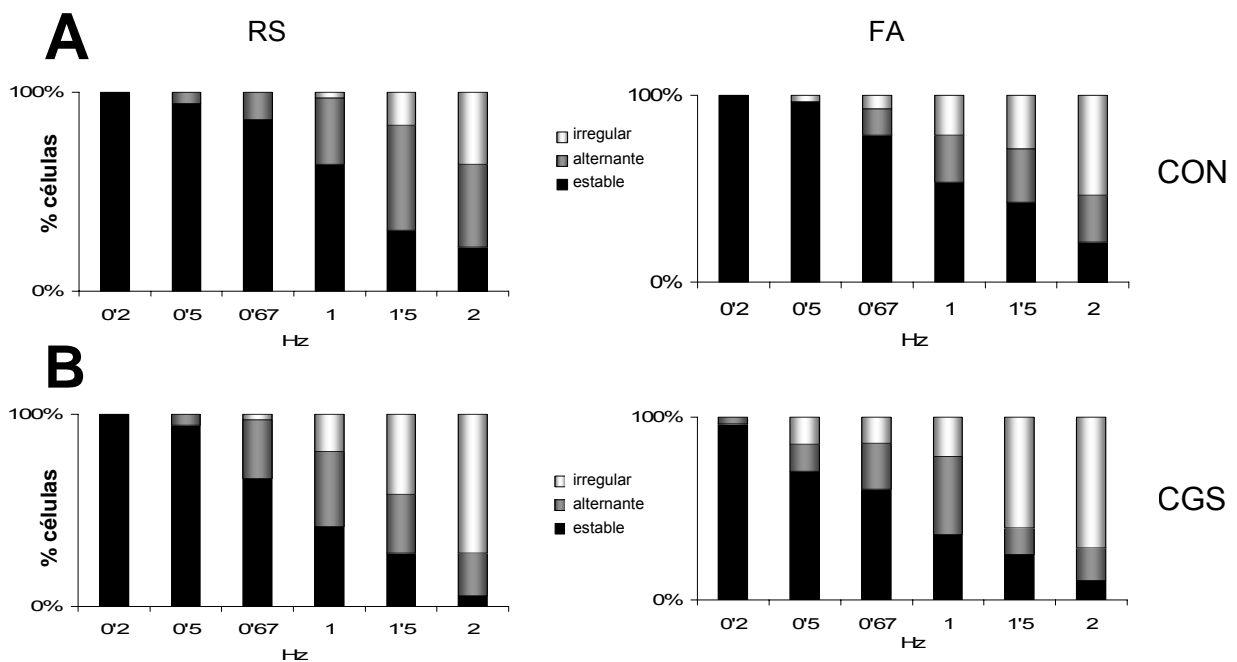 A
RS
FA
100%
0%
% células
0'2 0'5 0'67 1 1'5 2
Hz
irregular
alternante
estable
100%
0%
0'2 0'5 0'67 1 1'5 2
Hz
CON
B
100%
0%
% células
0'2 0'5 0'67 1 1'5 2
Hz
irregular
alternante
estable
100%
0%
0'2 0'5 0'67 1 1'5 2
Hz
CGS